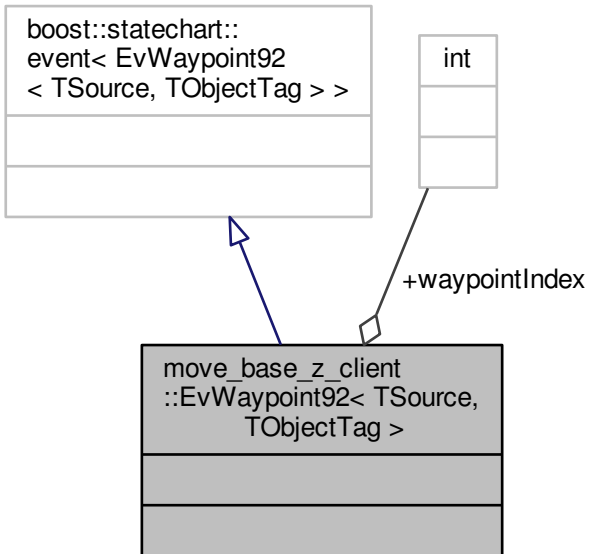 boost::statechart::
event< EvWaypoint92
< TSource, TObjectTag > >
int
+waypointIndex
move_base_z_client
::EvWaypoint92< TSource,
TObjectTag >